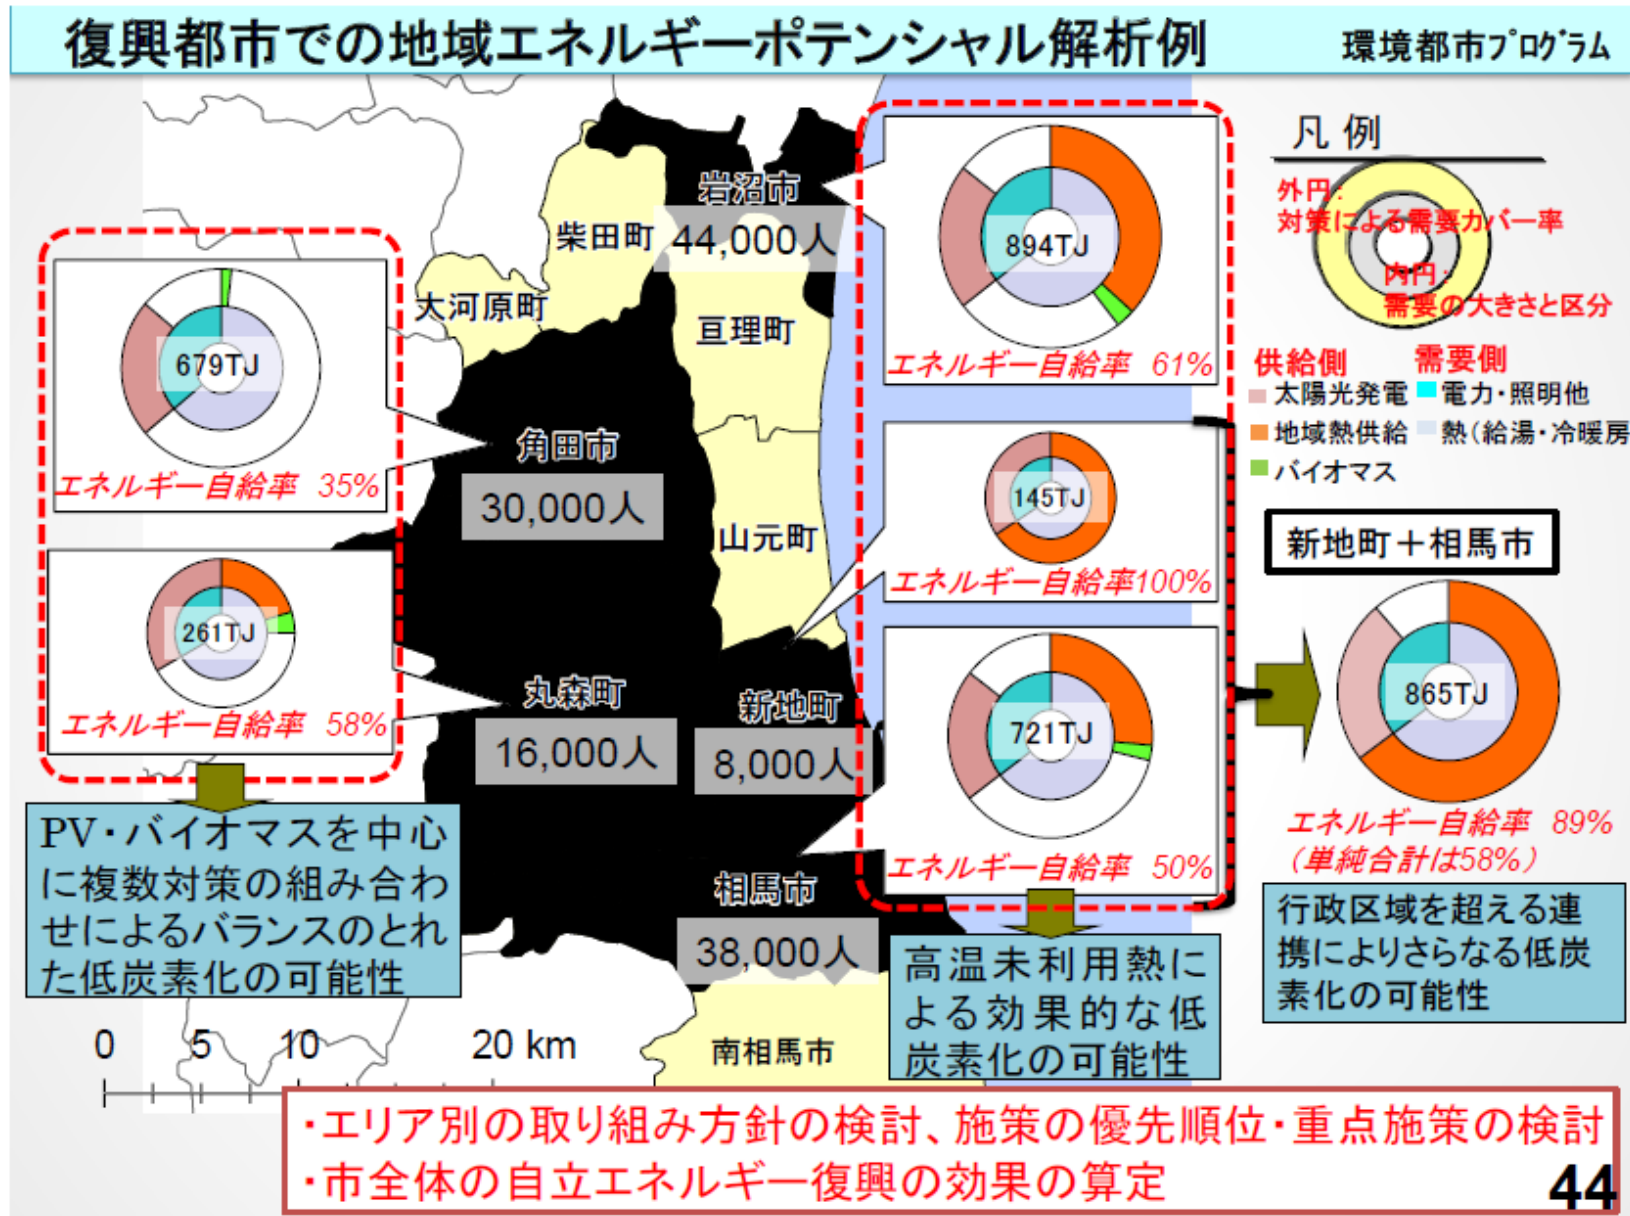 復興都市での地域エネルギーポテンシャル解析例
環境都市プログラム
凡 例
外円:
対策による需要カバー率
内円:
需要の大きさと区分
供給側
需要側
太陽光発電
電力・照明他
地域熱供給
熱(給湯・冷暖房
バイオマス
岩沼市
44,000人
柴田町
大河原町
亘理町
角田市
30,000人
山元町
丸森町
16,000人
新地町
8,000人
相馬市
38,000人
南相馬市
894TJ
エネルギー自給率 61%
679TJ
エネルギー自給率 35%
145TJ
エネルギー自給率100%
261TJ
エネルギー自給率 58%
721TJ
エネルギー自給率 50%
新地町+相馬市
865TJ
エネルギー自給率 89%
(単純合計は58%)
PV・バイオマスを中心
に複数対策の組み合わ
せによるバランスのとれ
た低炭素化の可能性
高温未利用熱に
よる効果的な低
炭素化の可能性
行政区域を超える連
携によりさらなる低炭
素化の可能性
0 5 10 20 km
・エリア別の取り組み方針の検討、施策の優先順位・重点施策の検討
・市全体の自立エネルギー復興の効果の算定
44